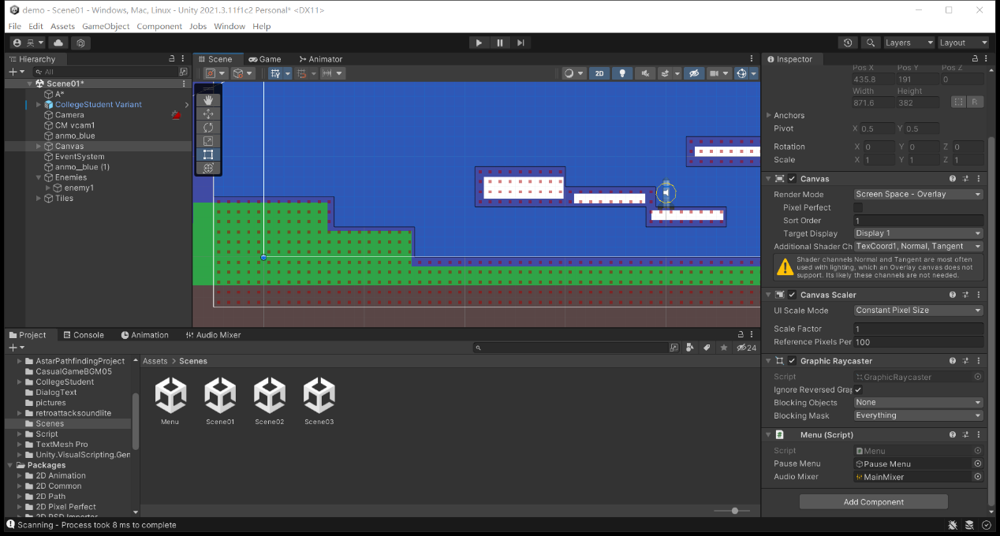 demo - Scene01 - Windows, Mac, Linux - Unity 2021.3.11f1c2 Personal* <DX11>
File Edit Assets GameObject Component Jobs Window Help
Layers Layout
Hierarchy
All
Scene01*
A*
CollegeStudent Variant
Camera
CM vcam1
anmo_blue
Canvas
EventSystem
anmo__blue (1)
Enemies
enemy1
Tiles
Scene Game Animator
2D
Inspector
Pos X Pos Y Pos Z
435.8 191 0
Width Height
871.6 382
R
Anchors
Pivot X 0.5 Y 0.5
Rotation X 0 Y 0 Z 0
Scale X 1 Y 1 Z 1
Canvas
Render Mode Screen Space - Overlay
Pixel Perfect
Sort Order 1
Target Display Display 1
Additional Shader Ch TexCoord1, Normal, Tangent
Shader channels Normal and Tangent are most often
used with lighting, which an Overlay canvas does not
support. Its likely these channels are not needed.
Canvas Scaler
UI Scale Mode Constant Pixel Size
Scale Factor 1
Reference Pixels Per 100
Graphic Raycaster
Script GraphicRaycaster
Ignore Reversed Grap
Blocking Objects None
Blocking Mask Everything
Menu (Script)
Script Menu
Pause Menu Pause Menu
Audio Mixer MainMixer
Add Component
Project Console Animation Audio Mixer
24
AstarPathfindingProject
CasualGameBGM05
CollegeStudent
DialogText
pictures
retroattacksoundlite
Scenes
Script
TextMesh Pro
Unity.VisualScripting.Gen
Packages
2D Animation
2D Common
2D Path
2D Pixel Perfect
2D PSD Importer
Assets > Scenes
Menu Scene01 Scene02 Scene03
Scanning - Process took 8 ms to complete